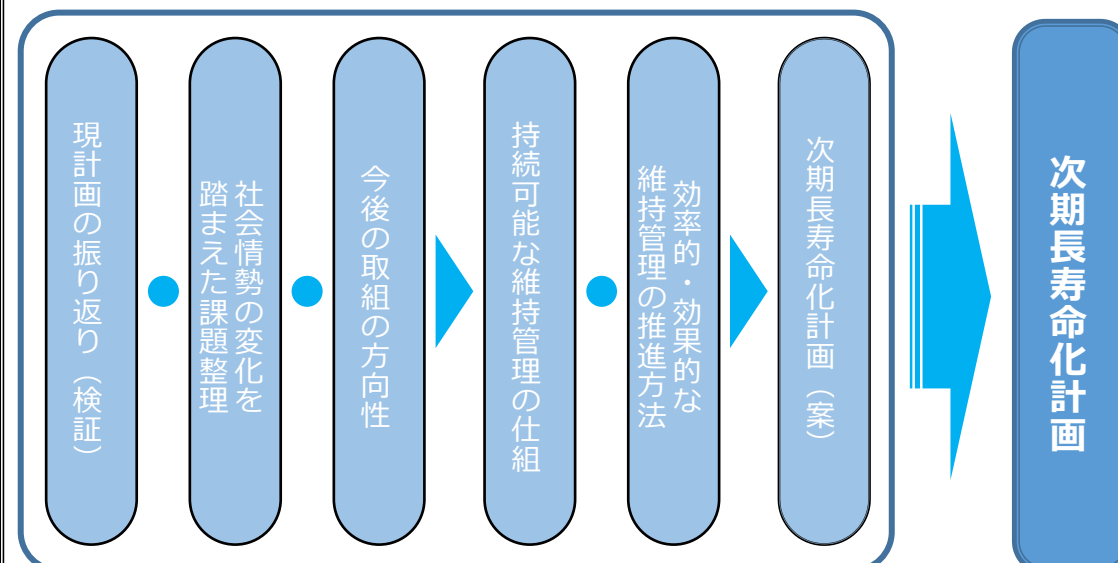 現計画の振り返り（検証）
社会情勢の変化を
踏まえた課題整理
今後の取組の方向性
持続可能な維持管理の仕組
効率的・効果的な
維持管理の推進方法
次期長寿命化計画（案）
次期長寿命化計画